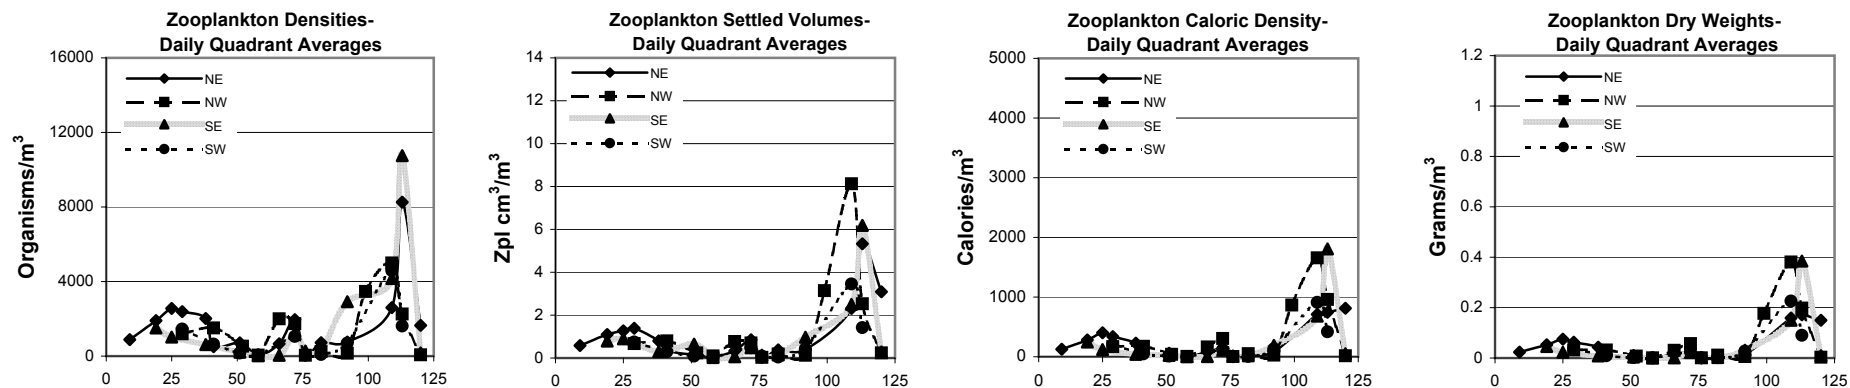 Zooplankton Densities-
Daily Quadrant Averages
16000
12000
8000
4000
0
Organisms/m³
NE
NW
SE
SW
0 25 50 75 100 125
Zooplankton Settled Volumes-
Daily Quadrant Averages
14
12
10
8
6
4
2
0
Zpl cm³/m³
NE
NW
SE
SW
0 25 50 75 100 125
Zooplankton Caloric Density-
Daily Quadrant Averages
5000
4000
3000
2000
1000
0
Calories/m³
NE
NW
SE
SW
0 25 50 75 100 125
Zooplankton Dry Weights-
Daily Quadrant Averages
1.2
1
0.8
0.6
0.4
0.2
0
Grams/m³
NE
NW
SE
SW
0 25 50 75 100 125